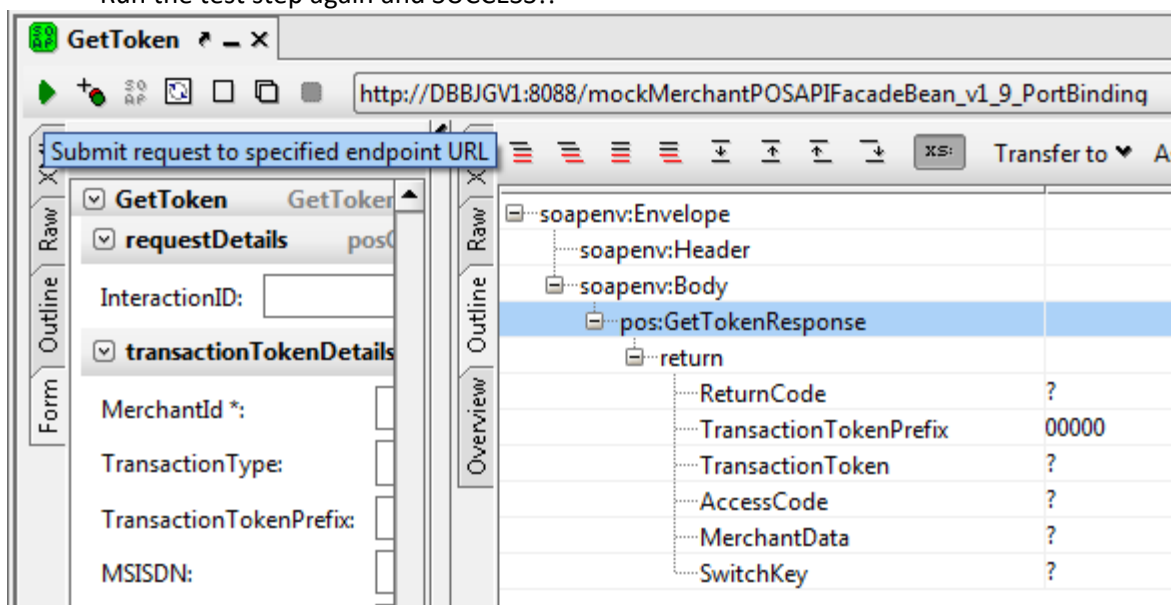 Run the test step again and SUCCESS!!
GetToken
http://DBBJGV1:8088/mockMerchantPOSAPIFacadeBean_v1_9_PortBinding
Submit request to specified endpoint URL
XS:
Transfer to
Raw
Outline
Form
GetToken GetToken
requestDetails
InteractionID:
transactionTokenDetails
MerchantId *:
TransactionType:
TransactionTokenPrefix:
MSISDN:
Raw
Outline
Overview
soapenv:Envelope
soapenv:Header
soapenv:Body
pos:GetTokenResponse
return
ReturnCode ?
TransactionTokenPrefix 00000
TransactionToken ?
AccessCode ?
MerchantData ?
SwitchKey ?